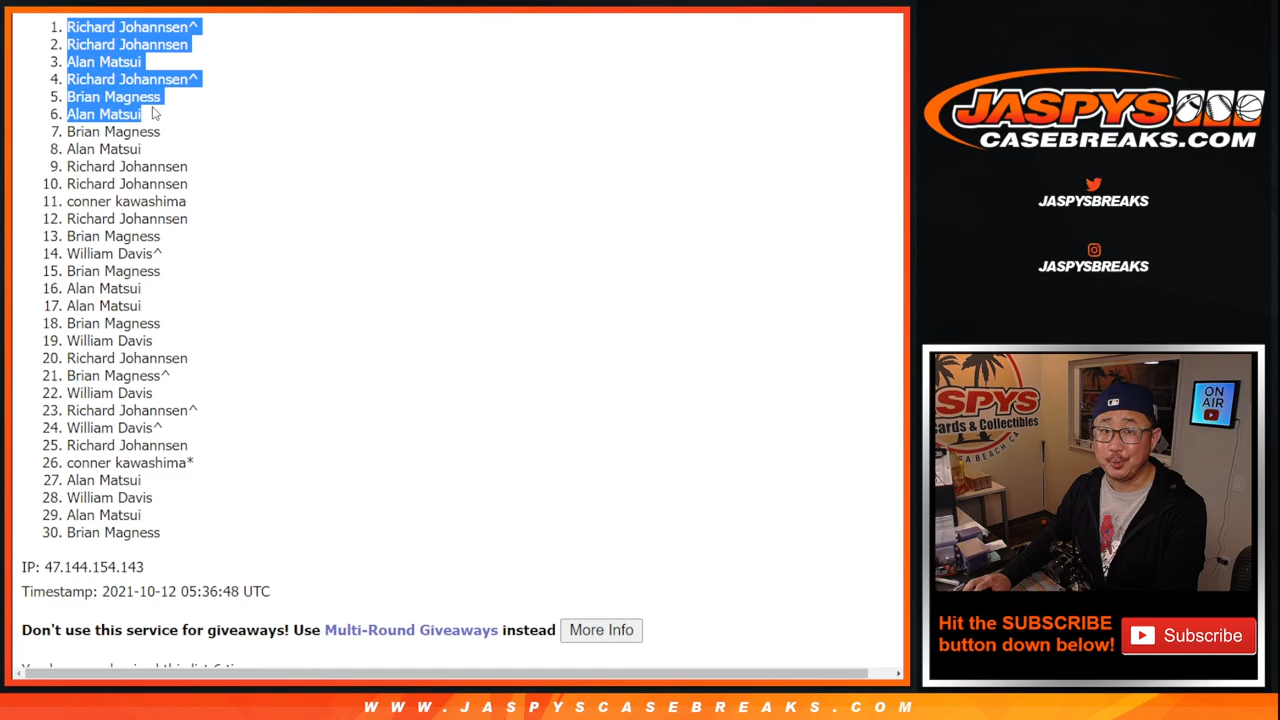 1. Richard Johannsen^
2. Richard Johannsen
3. Alan Matsui
4. Richard Johannsen^
5. Brian Magness
6. Alan Matsui
7. Brian Magness
8. Alan Matsui
9. Richard Johannsen
10. Richard Johannsen
11. conner kawashima
12. Richard Johannsen
13. Brian Magness
14. William Davis^
15. Brian Magness
16. Alan Matsui
17. Alan Matsui
18. Brian Magness
19. William Davis
20. Richard Johannsen
21. Brian Magness^
22. William Davis
23. Richard Johannsen^
24. William Davis^
25. Richard Johannsen
26. conner kawashima*
27. Alan Matsui
28. William Davis
29. Alan Matsui
30. Brian Magness
IP: 47.144.154.143
Timestamp: 2021-10-12 05:36:48 UTC
Don't use this service for giveaways! Use Multi-Round Giveaways instead More Info
JASPYS
CASEBREAKS.COM
JASPYSBREAKS
JASPYSBREAKS
SPYS
ards & Collectibles
A BEACH, CA
ON
AIR
Hit the SUBSCRIBE
button down below!
Subscribe
WWW.JASPYSCASEBREAKS.COM